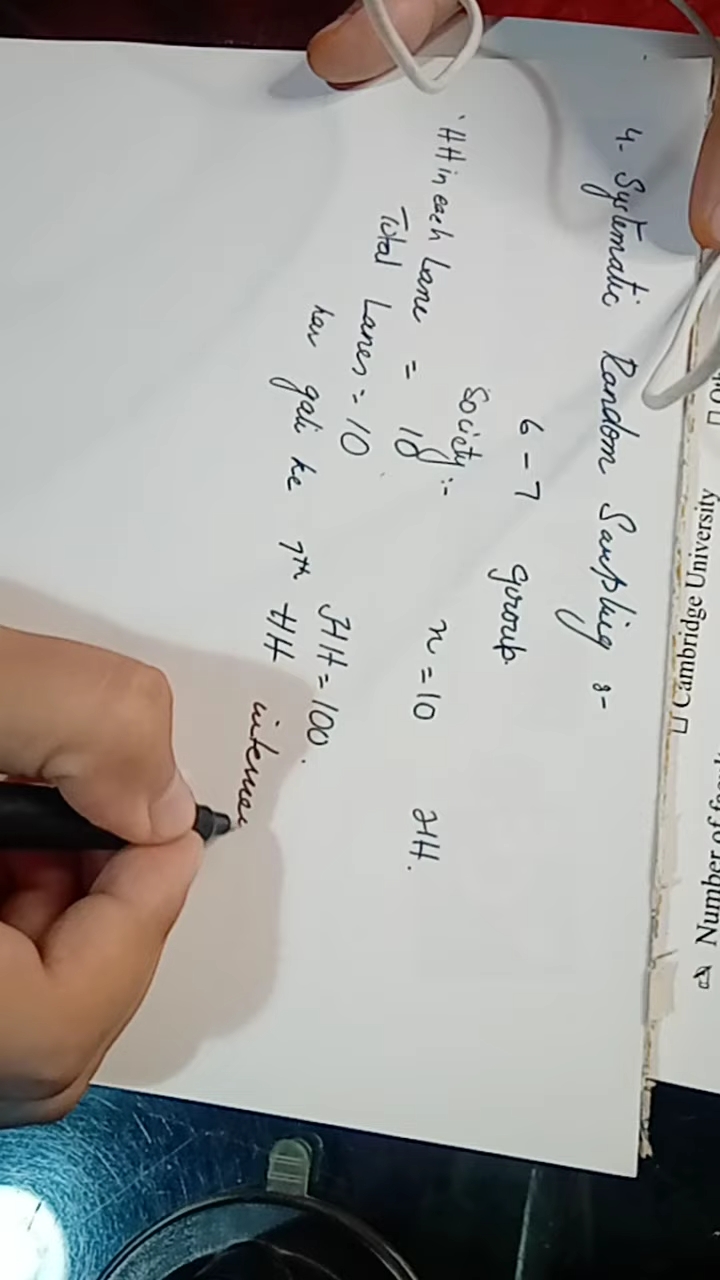 □ Cambridge University
Number of
4. Systematic Random Sampling :-
6 - 7 group.
Society :- n = 10 HH.
HH in each Lane = 10
Total Lanes = 10
HH = 100.
har gali ke 7th HH